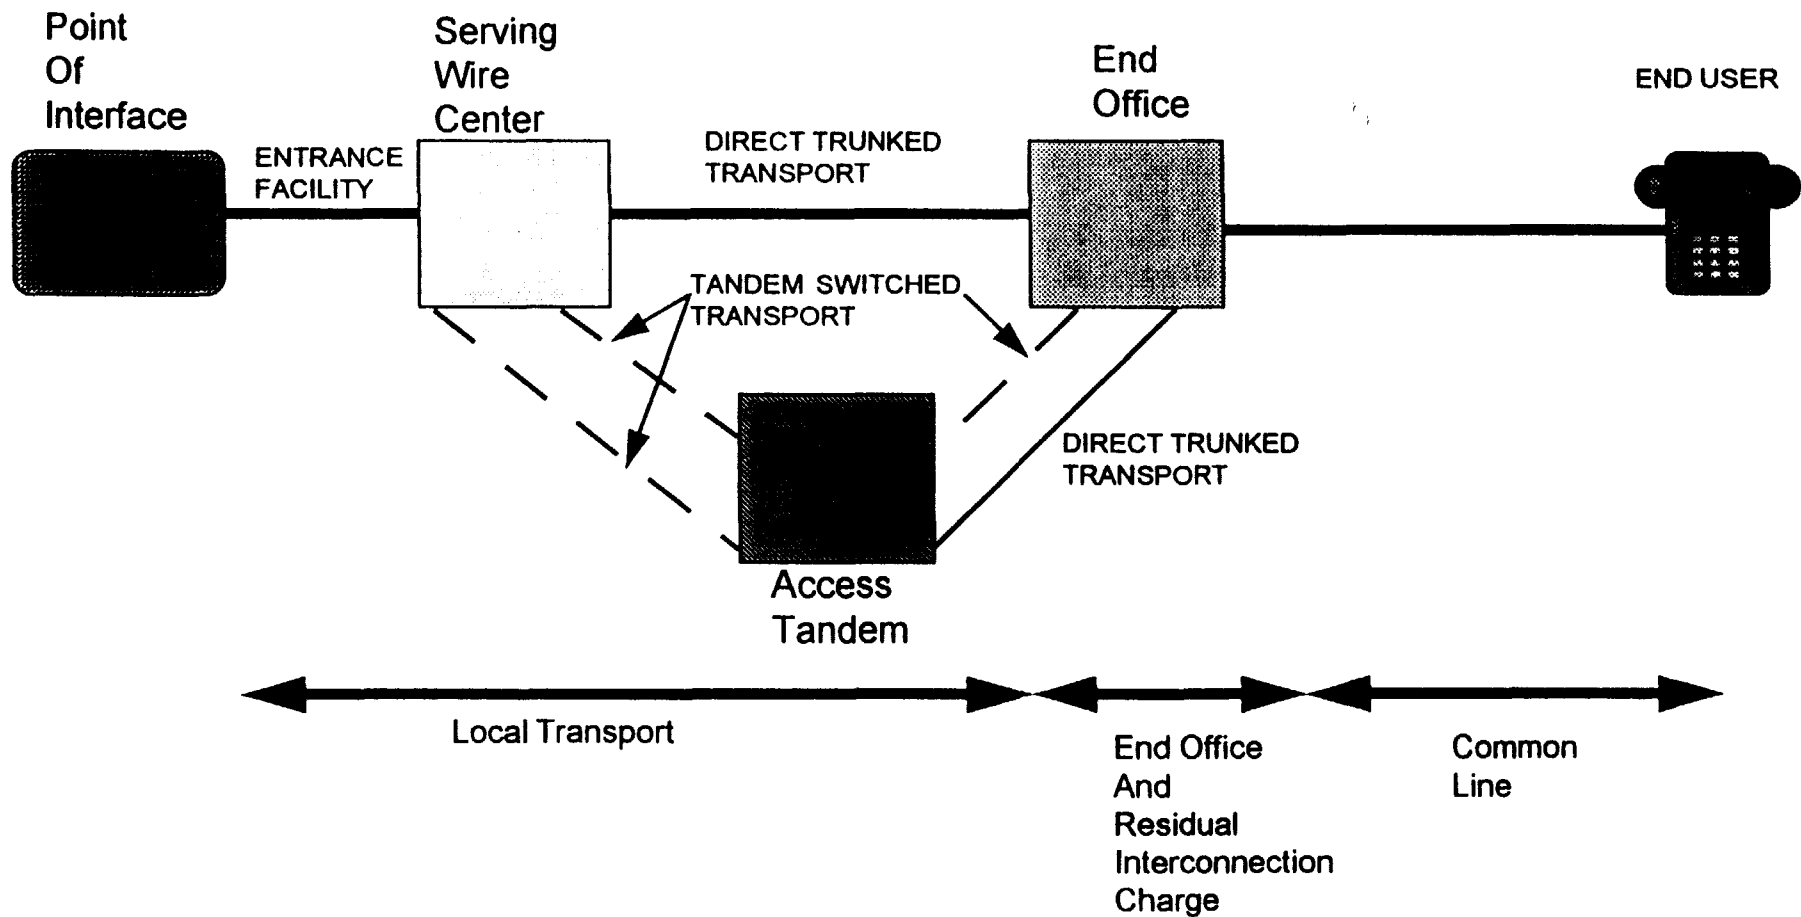 Point
Of
Interface
Serving
Wire
Center
End
Office
END USER
ENTRANCE
FACILITY
DIRECT TRUNKED
TRANSPORT
TANDEM SWITCHED
TRANSPORT
DIRECT TRUNKED
TRANSPORT
Access
Tandem
Local Transport
End Office
And
Residual
Interconnection
Charge
Common
Line